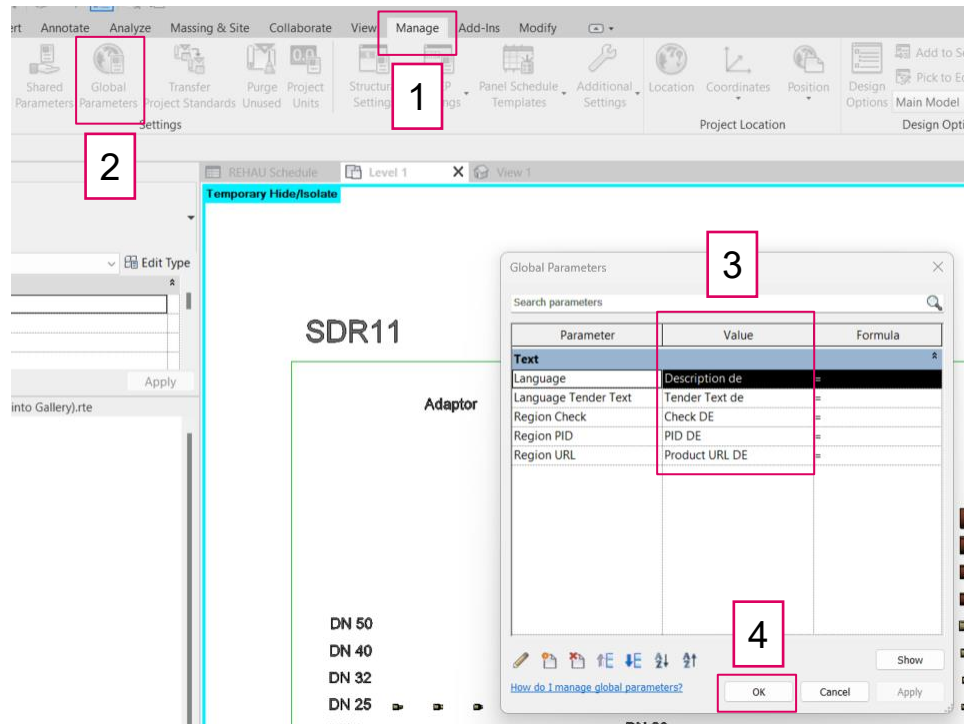 rt Annotate Analyze Massing & Site Collaborate View Manage Add-Ins Modify
1
Shared Parameters
Global Parameters
Transfer Project Standards
Purge Unused
Project Units
Structural Settings
Panel Schedule Templates
Additional Settings
Location
Coordinates
Position
Design Options
Add to Se
Pick to Ed
Main Model
Settings
Project Location
Design Opti
2
REHAU Schedule
Level 1
View 1
Temporary Hide/Isolate
Edit Type
Apply
into Gallery).rte
SDR11
Adaptor
DN 50
DN 40
DN 32
DN 25
Global Parameters
3
Search parameters
Parameter Value Formula
Text
Language Description de =
Language Tender Text Tender Text de =
Region Check Check DE =
Region PID PID DE =
Region URL Product URL DE =
4
Show
How do I manage global parameters?
OK Cancel Apply